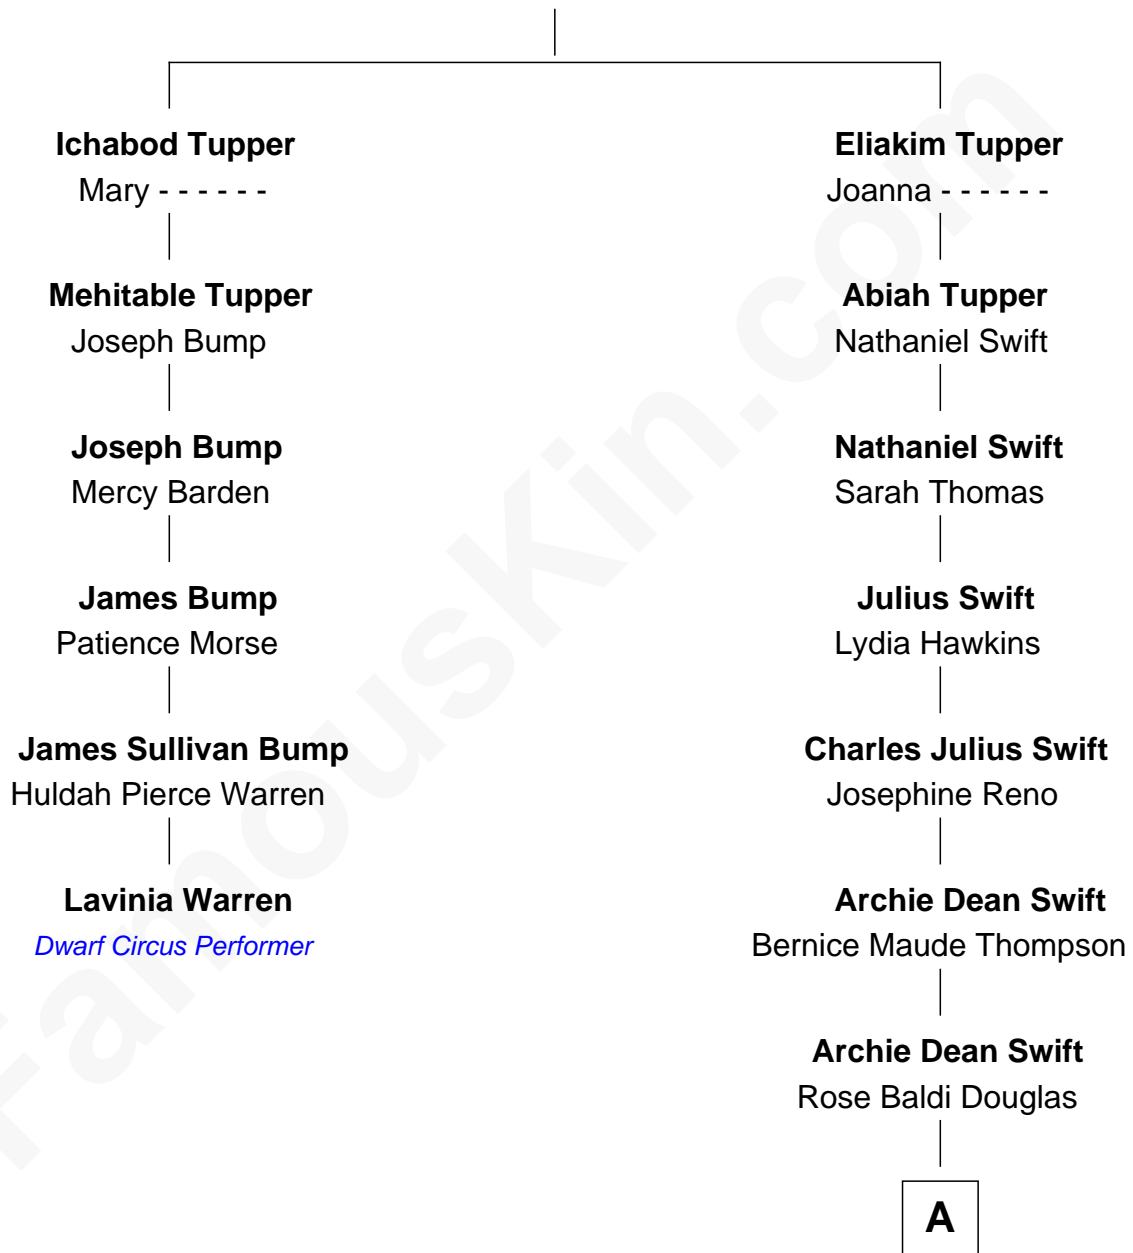 Ichabod Tupper
Mary - - - - - -
Eliakim Tupper
Joanna - - - - - -
Mehitable Tupper
Joseph Bump
Abiah Tupper
Nathaniel Swift
Joseph Bump
Mercy Barden
Nathaniel Swift
Sarah Thomas
James Bump
Patience Morse
Julius Swift
Lydia Hawkins
James Sullivan Bump
Huldah Pierce Warren
Charles Julius Swift
Josephine Reno
Lavinia Warren
Dwarf Circus Performer
Archie Dean Swift
Bernice Maude Thompson
Archie Dean Swift
Rose Baldi Douglas
A
FamousKin.com